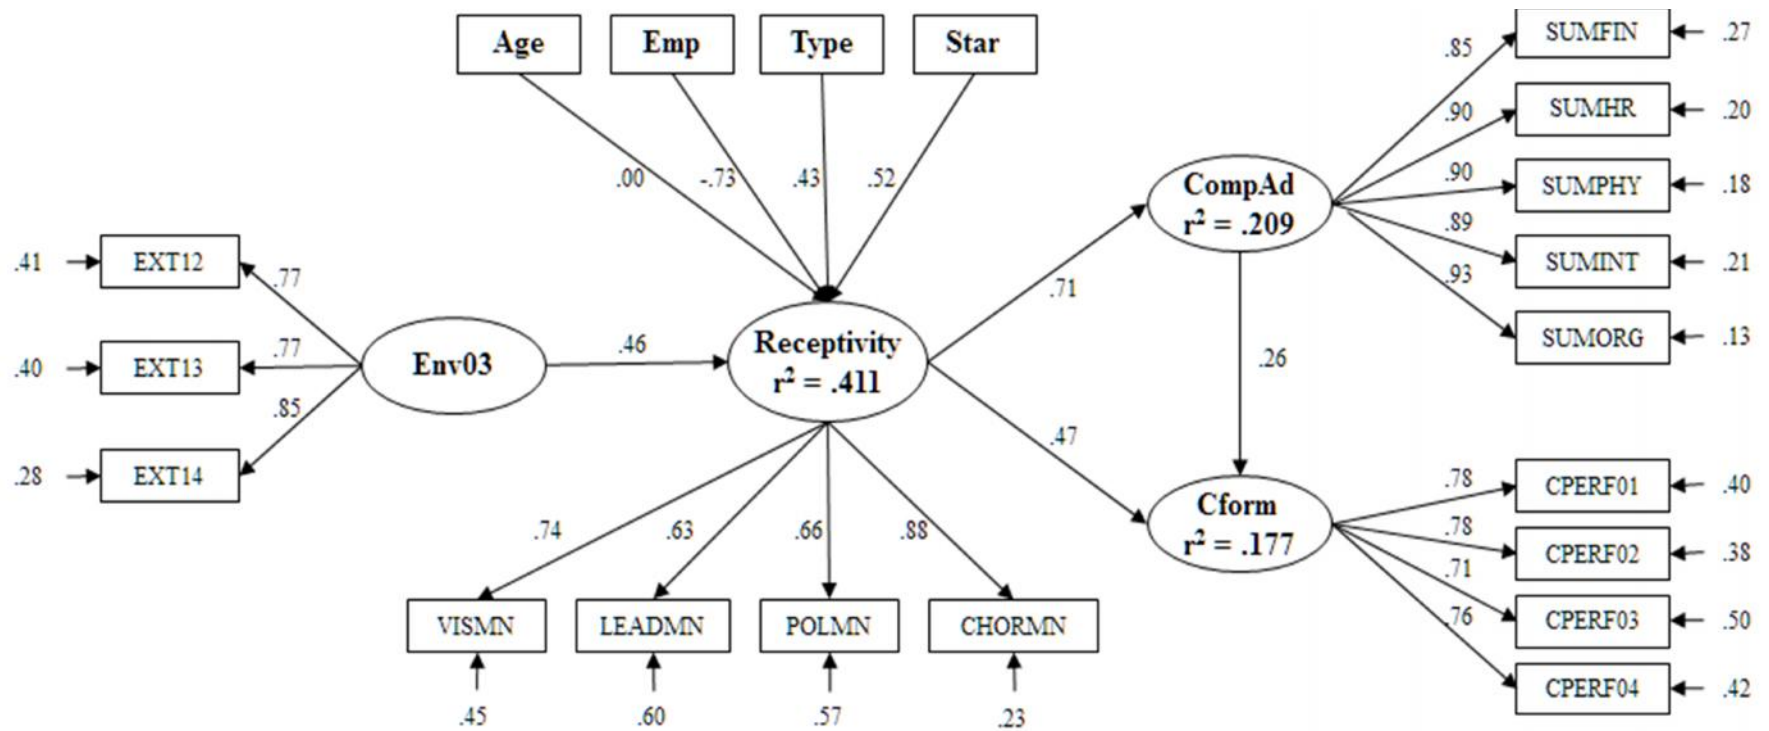 Age
Emp
Type
Star
.00
-.73
.43
.52
.41
EXT12
.77
.40
EXT13
.77
.28
EXT14
.85
Env03
.46
Receptivity
r² = .411
.74
.63
.66
.88
VISMN
LEADMN
POLMN
CHORMN
.45
.60
.57
.23
.71
.47
CompAd
r² = .209
.26
Cform
r² = .177
.85
SUMFIN
.27
.90
SUMHR
.20
.90
SUMPHY
.18
.89
SUMINT
.21
.93
SUMORG
.13
.78
CPERF01
.40
.78
CPERF02
.38
.71
CPERF03
.50
.76
CPERF04
.42